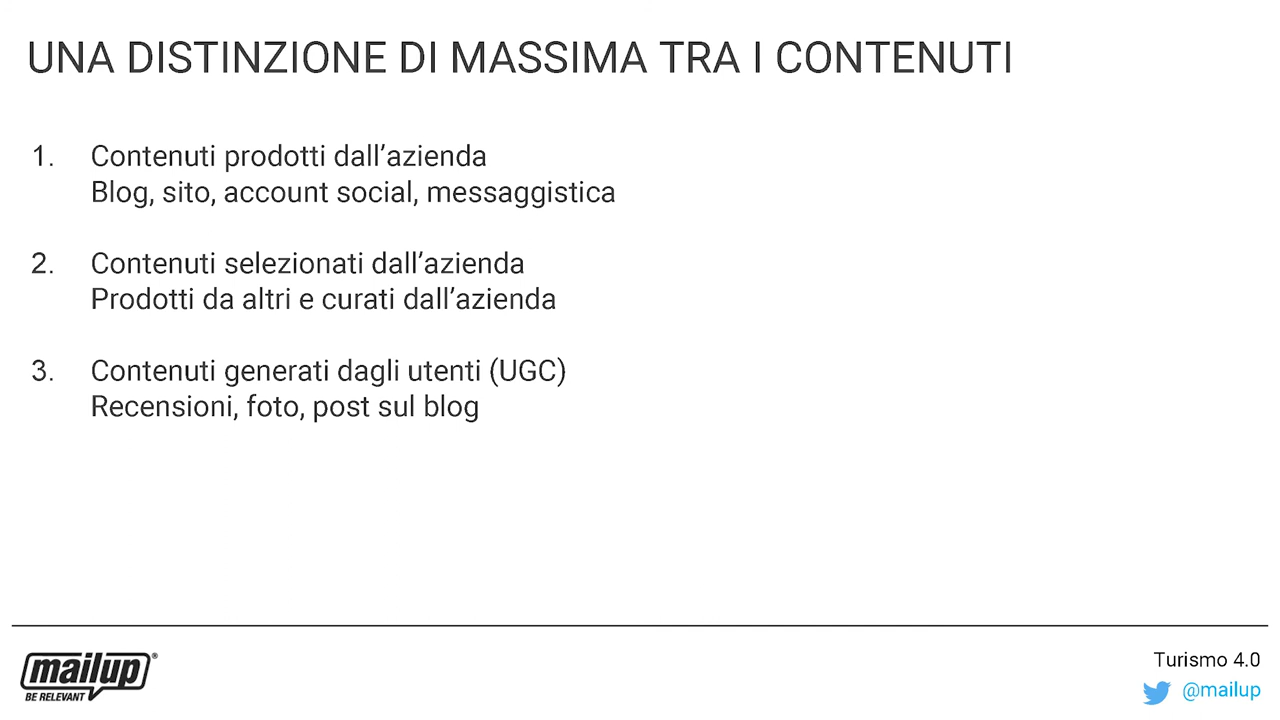 UNA DISTINZIONE DI MASSIMA TRA I CONTENUTI
1. Contenuti prodotti dall’azienda
Blog, sito, account social, messaggistica
2. Contenuti selezionati dall’azienda
Prodotti da altri e curati dall’azienda
3. Contenuti generati dagli utenti (UGC)
Recensioni, foto, post sul blog
mailup®
BE RELEVANT
Turismo 4.0
@mailup